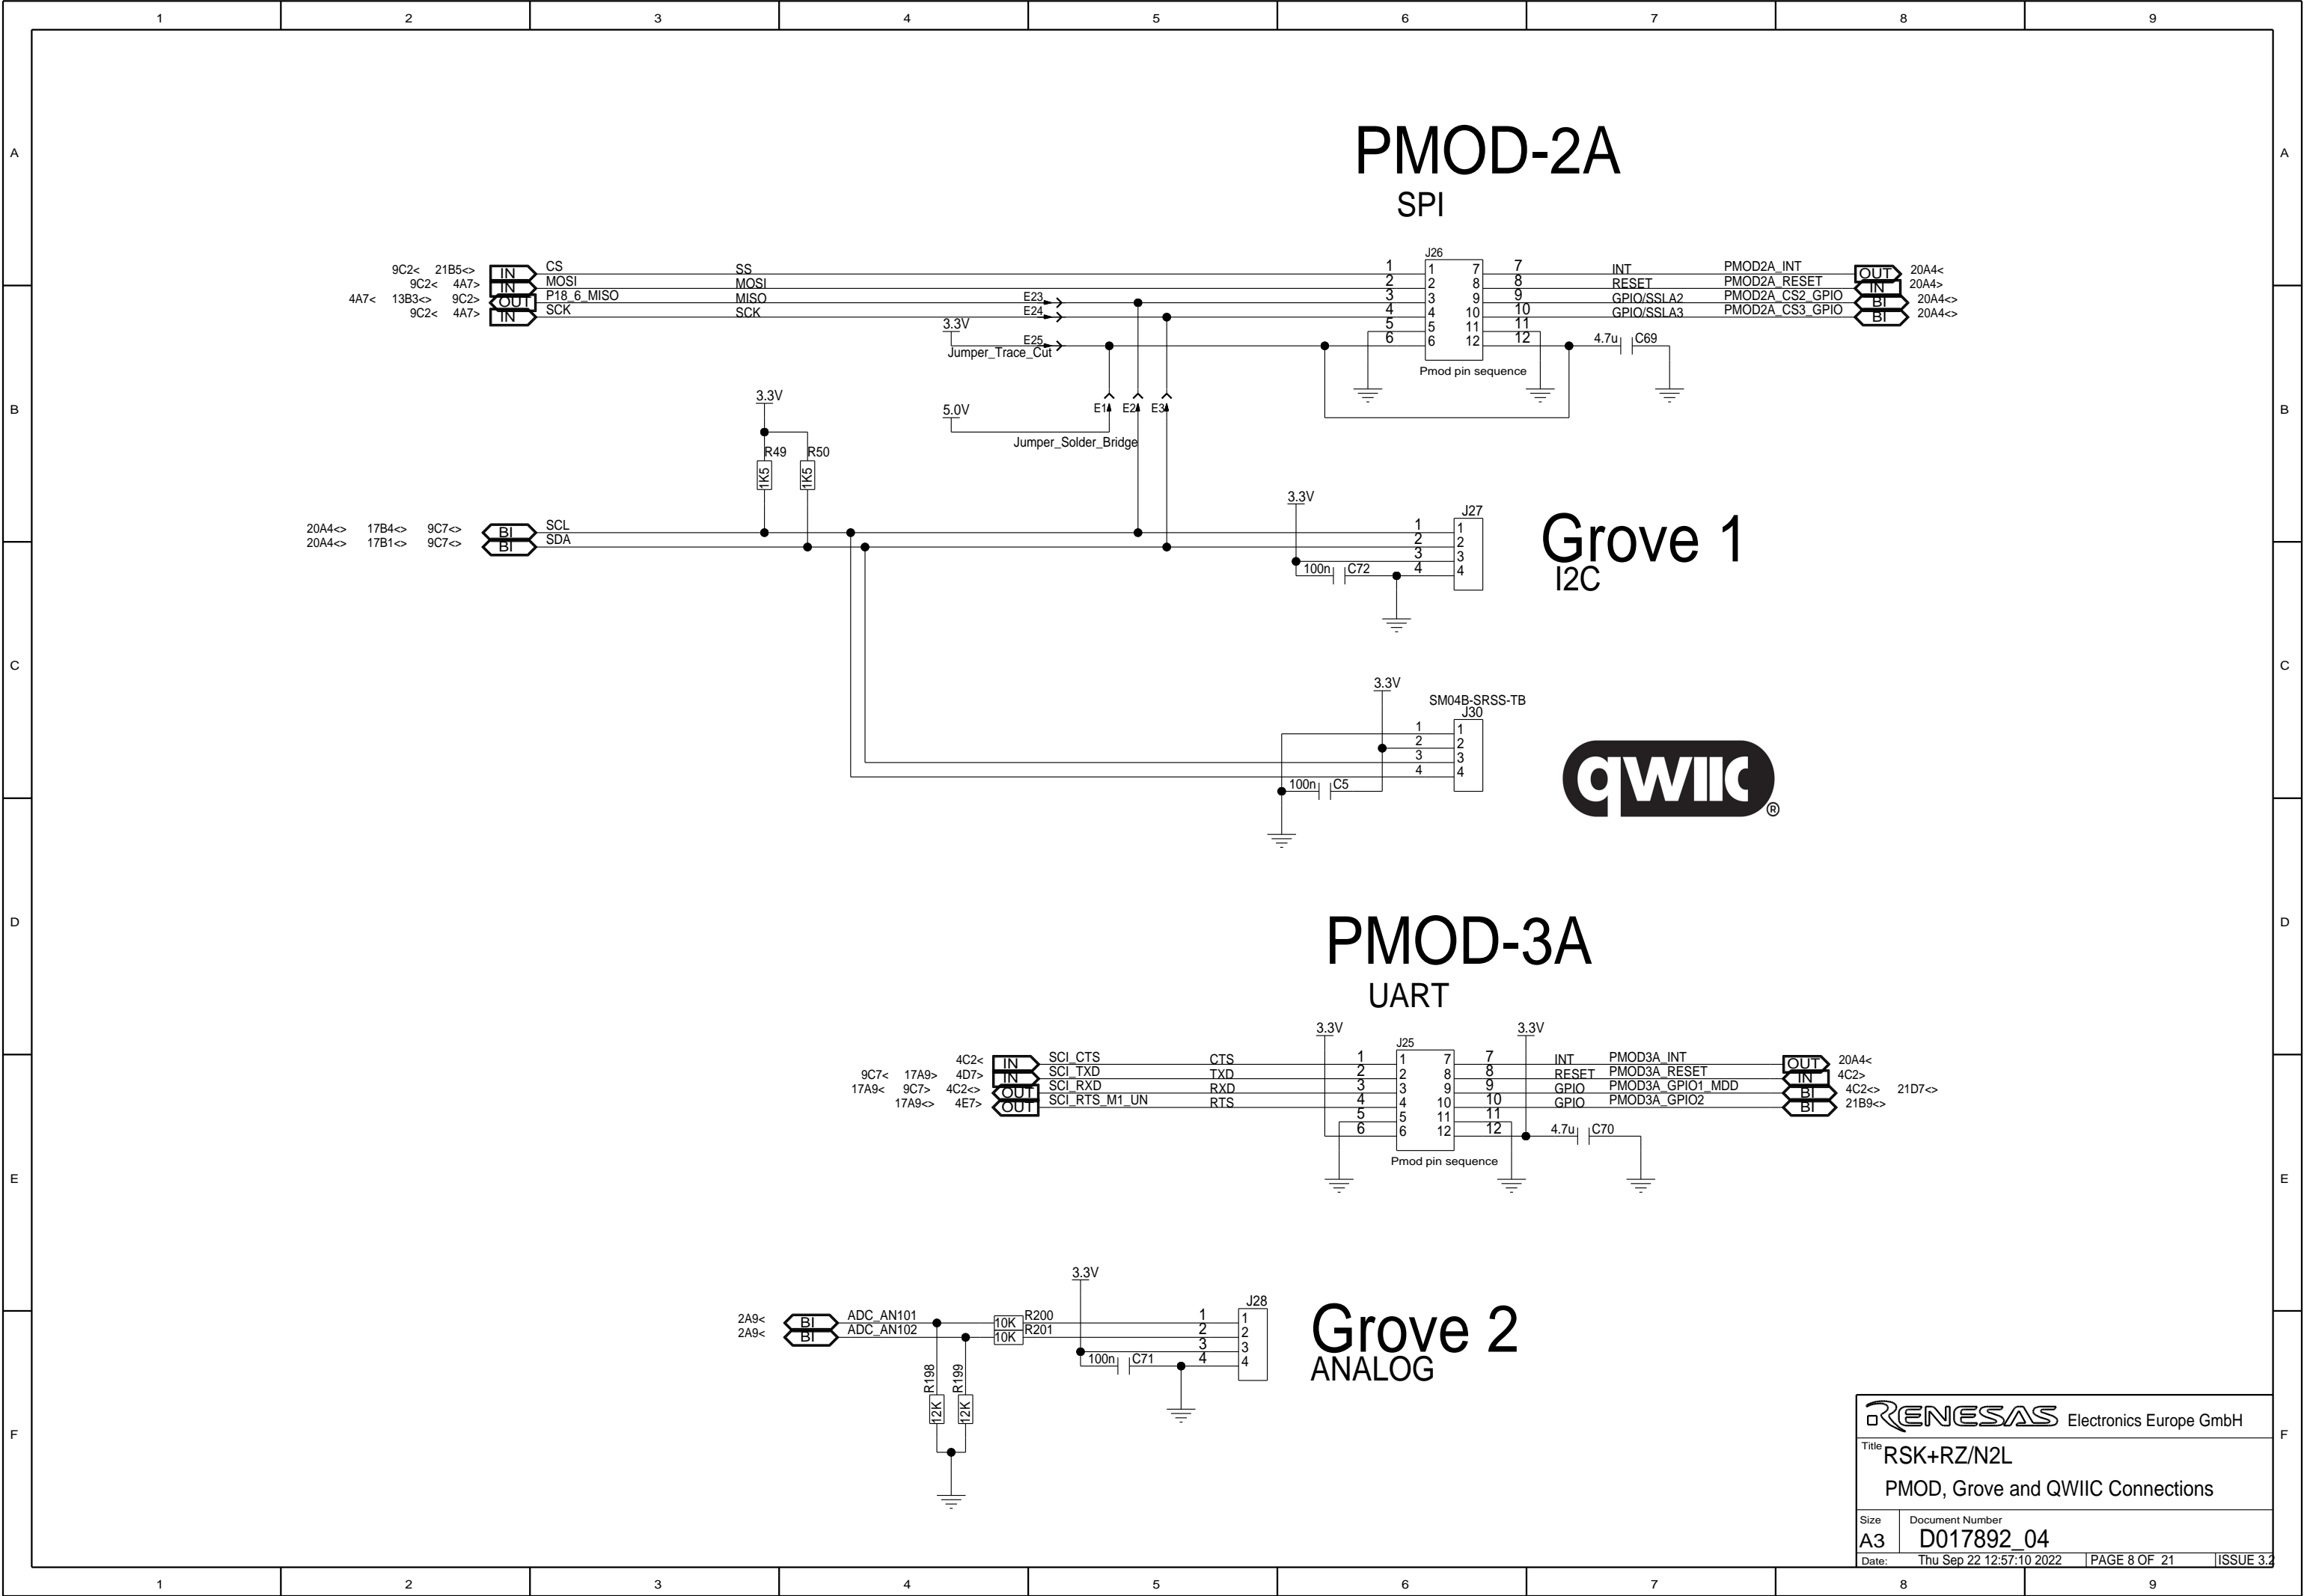 1 2 3 4 5 6 7 8 9
A A
PMOD-2A
SPI
J26
9C2< 21B5<> IN CS SS 1 1 7 7 INT PMOD2A_INT OUT 20A4<
9C2< 4A7> IN MOSI MOSI 2 2 8 8 RESET PMOD2A_RESET IN 20A4>
4A7< 13B3<> 9C2> OUT P18_6_MISO MISO E23 3 3 9 9 GPIO/SSLA2 PMOD2A_CS2_GPIO BI 20A4<>
9C2< 4A7> IN SCK SCK E24 4 4 10 10 GPIO/SSLA3 PMOD2A_CS3_GPIO BI 20A4<>
3.3V 5 5 11 11
E25 6 6 12 12 4.7u C69
Jumper_Trace_Cut
Pmod pin sequence
B B
3.3V 5.0V E1 E2 E3
Jumper_Solder_Bridge
R49 R50
1K5 1K5
3.3V
J27
20A4<> 17B4<> 9C7<> BI SCL 1 1
20A4<> 17B1<> 9C7<> BI SDA 2 2
3 3
100n C72 4 4
Grove 1
I2C
C C
3.3V
SM04B-SRSS-TB
J30
1 1
2 2
3 3
4 4
100n C5
qwiic ®
D D
PMOD-3A
UART
3.3V 3.3V
J25
4C2< IN SCI_CTS CTS 1 1 7 7 INT PMOD3A_INT OUT 20A4<
9C7< 17A9> 4D7> IN SCI_TXD TXD 2 2 8 8 RESET PMOD3A_RESET IN 4C2>
17A9< 9C7> 4C2<> OUT SCI_RXD RXD 3 3 9 9 GPIO PMOD3A_GPIO1_MDD BI 4C2<> 21D7<>
17A9<> 4E7> OUT SCI_RTS_M1_UN RTS 4 4 10 10 GPIO PMOD3A_GPIO2 BI 21B9<>
5 5 11 11
6 6 12 12 4.7u C70
Pmod pin sequence
E E
3.3V
J28
2A9< BI ADC_AN101 10K R200 1 1
2A9< BI ADC_AN102 10K R201 2 2
3 3
100n C71 4 4
Grove 2
ANALOG
R198 R199
12K 12K
F F
RENESAS Electronics Europe GmbH
Title RSK+RZ/N2L
PMOD, Grove and QWIIC Connections
Size Document Number
A3 D017892_04
Date: Thu Sep 22 12:57:10 2022 PAGE 8 OF 21 ISSUE 3.2
1 2 3 4 5 6 7 8 9